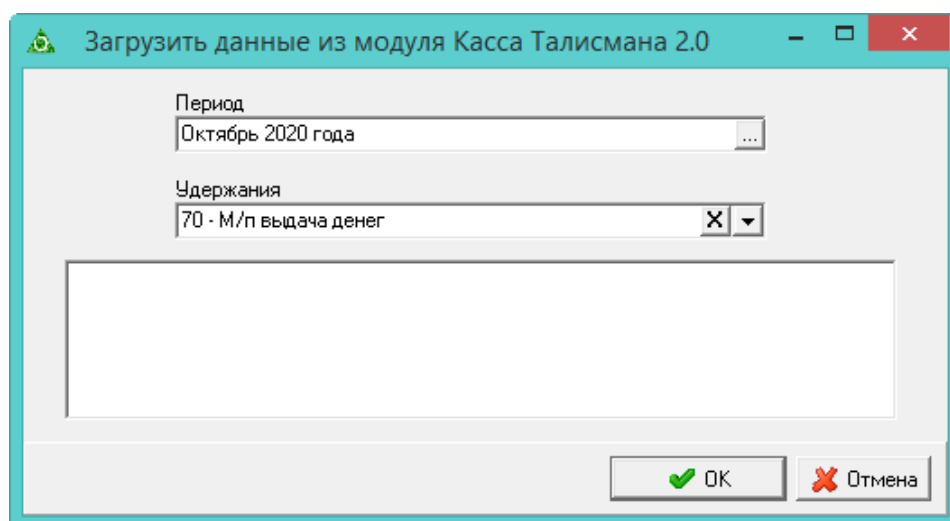 Загрузить данные из модуля Касса Талисмана 2.0
Период
Октябрь 2020 года
...
Удержания
70 - М/п выдача денег
OK
Отмена